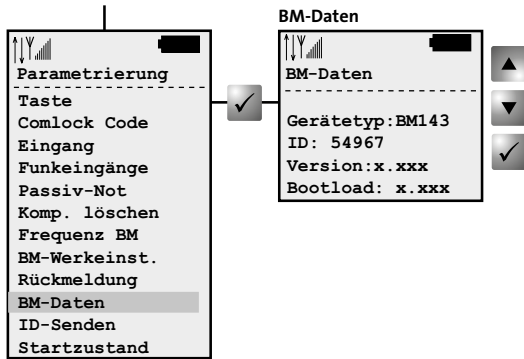 BM-Daten
Parametrierung
Taste
Comlock Code
Eingang
Funkeingänge
Passiv-Not
Komp. löschen
Frequenz BM
BM-Werkeinst.
Rückmeldung
BM-Daten
ID-Senden
Startzustand
BM-Daten
Gerätetyp:BM143
ID: 54967
Version:x.xxx
Bootload: x.xxx